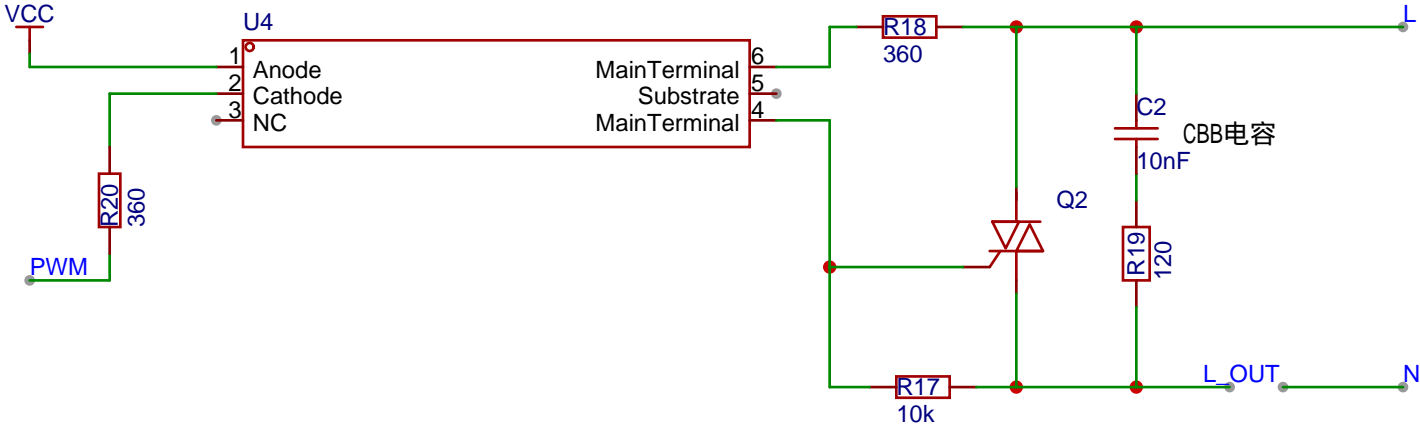 VCC
U4
1
Anode
2
Cathode
3
NC
MainTerminal
6
Substrate
5
MainTerminal
4
R18
360
L
C2
10nF
CBB电容
Q2
R20
360
R19
120
PWM
R17
10k
L_OUT
N